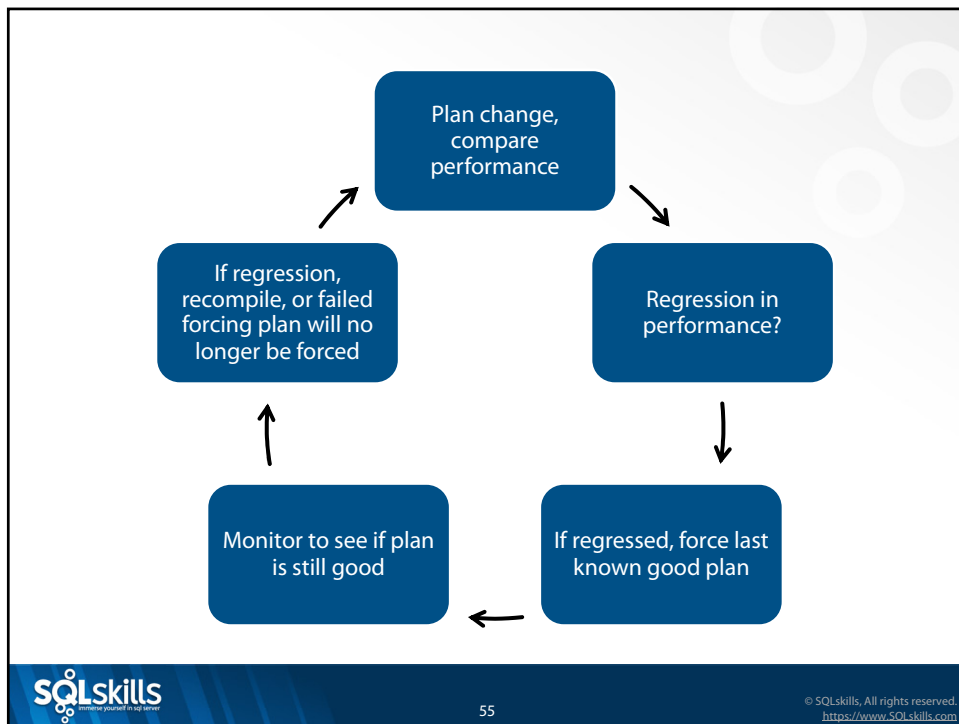 Plan change,
compare
performance
Regression in
performance?
If regressed, force last
known good plan
Monitor to see if plan
is still good
If regression,
recompile, or failed
forcing plan will no
longer be forced
SQLskills
immerse yourself in sql server
55
© SQLskills, All rights reserved.
https://www.SQLskills.com